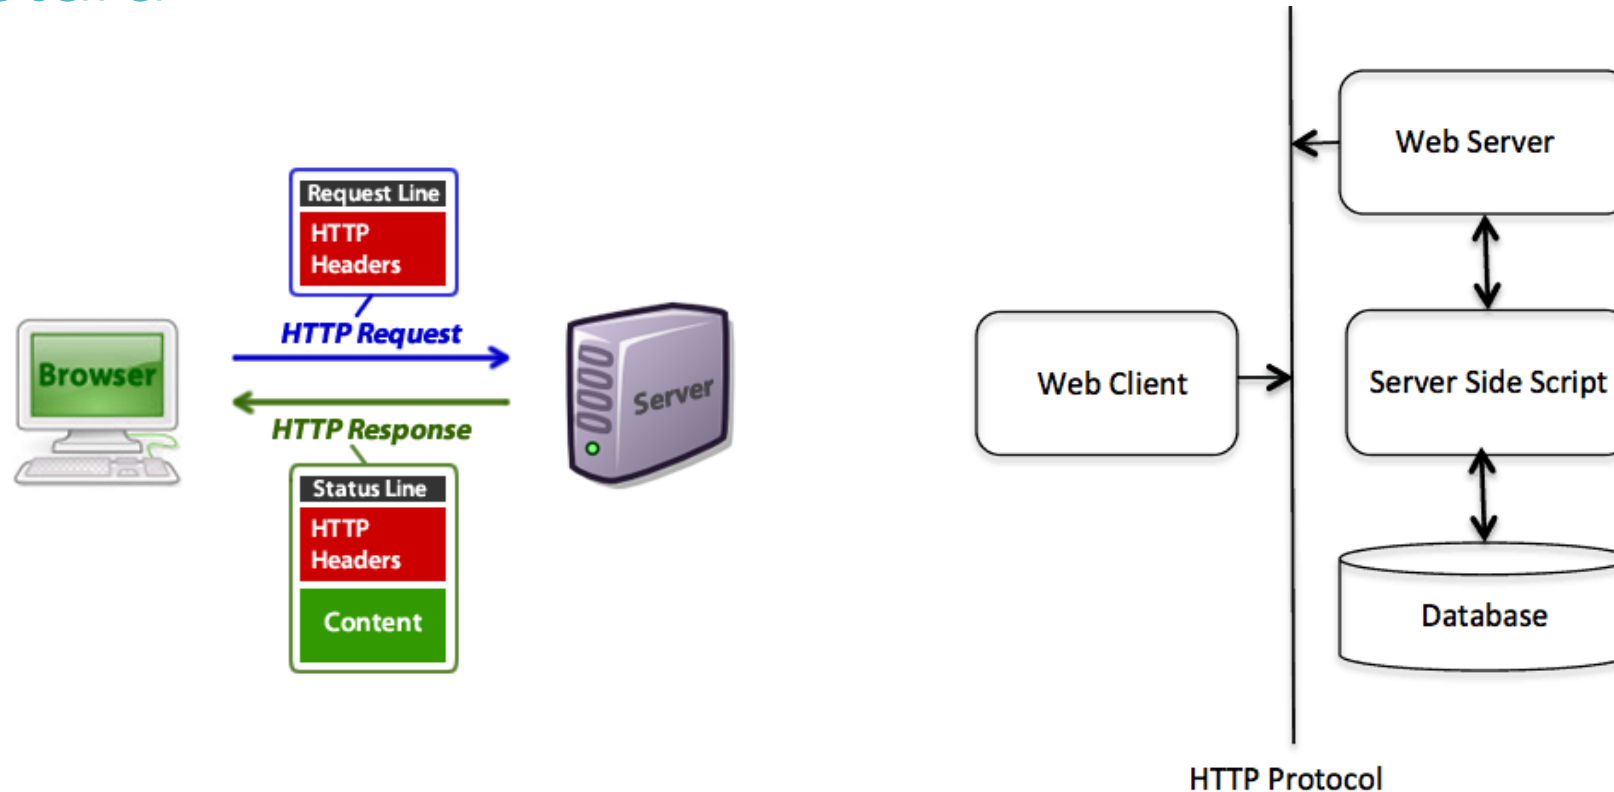 Request Line
HTTP
Headers
HTTP Request
Browser
Server
HTTP Response
Status Line
HTTP
Headers
Content
Web Server
Web Client
Server Side Script
Database
HTTP Protocol